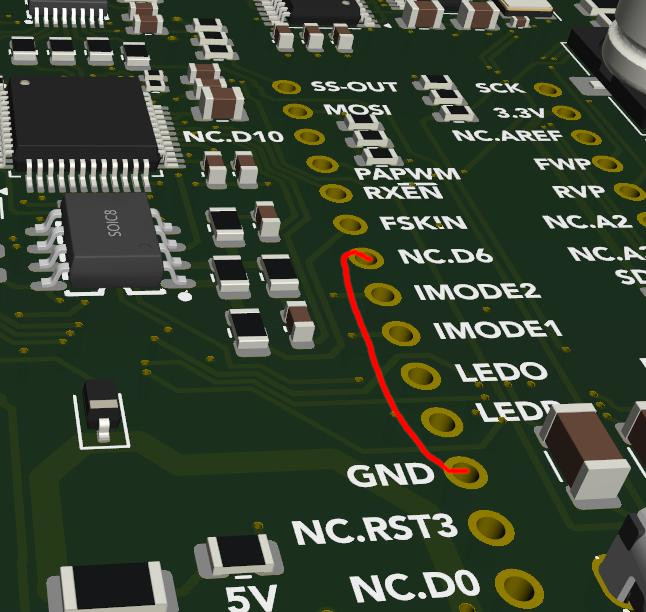 SS-OUT
SCK
MOSI
3.3V
NC.D10
NC.AREF
PAPWM
FWP
RXEN
RVP
FSKIN
NC.A2
NC.D6
IMODE2
IMODE1
LEDO
GND
NC.RST3
NC.D0
5V
SOIC8